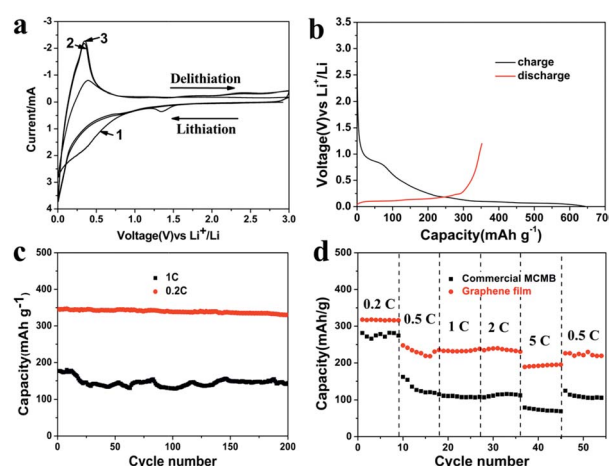 a
-4
-3
-2
-1
0
1
2
3
4
Current/mA
2
3
1
Delithiation
Lithiation
0.0 0.5 1.0 1.5 2.0 2.5 3.0
Voltage(V)vs Li+/Li
b
3.5
3.0
2.5
2.0
1.5
1.0
0.5
0.0
Voltage(V)vs Li+/Li
charge
discharge
0 100 200 300 400 500 600 700
Capacity(mAh g-1)
c
500
400
300
200
100
0
Capacity(mAh g-1)
1C
0.2C
0 50 100 150 200
Cycle number
d
500
400
300
200
100
0
Capacity(mAh/g)
Commercial MCMB
Graphene film
0.2 C
0.5 C
1 C
2 C
5 C
0.5 C
0 10 20 30 40 50
Cycle number